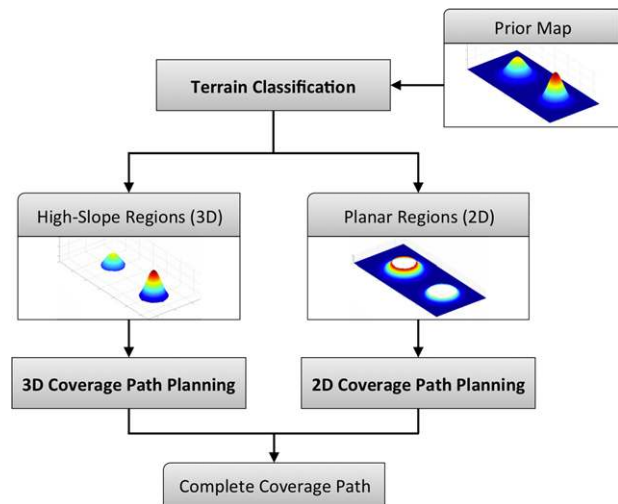 Prior Map
Terrain Classification
High-Slope Regions (3D)
Planar Regions (2D)
3D Coverage Path Planning
2D Coverage Path Planning
Complete Coverage Path